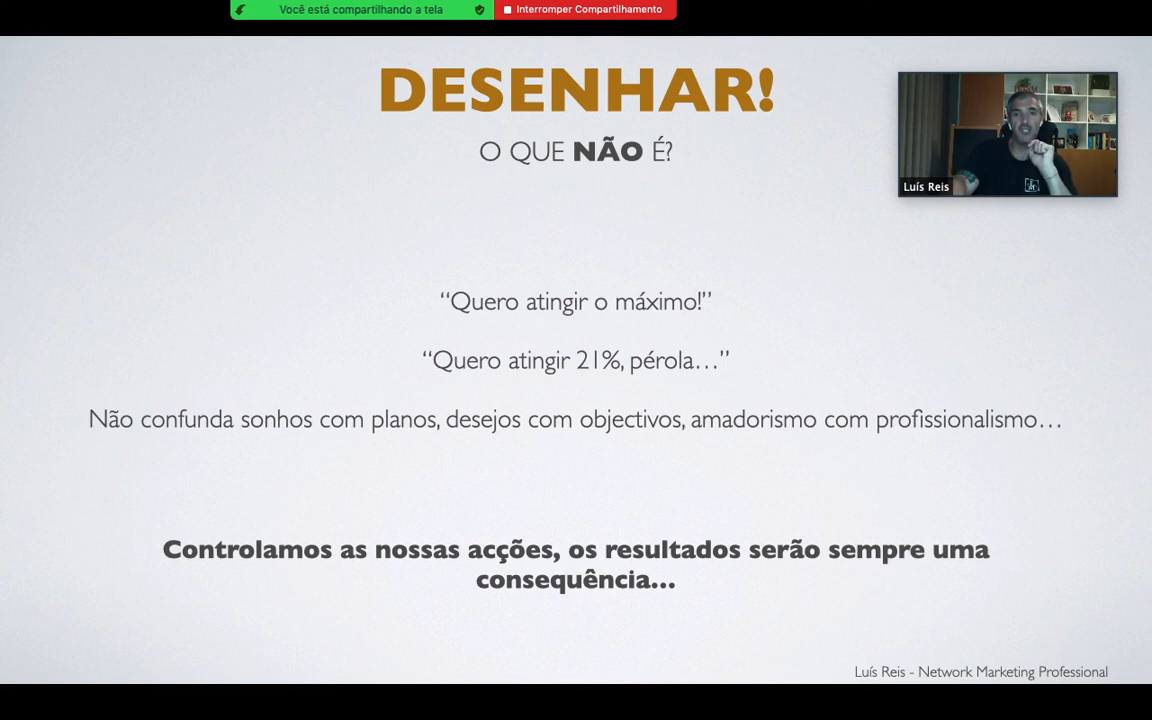 Você está compartilhando a tela
Interromper Compartilhamento
DESENHAR!
O QUE NÃO É?
Luís Reis
“Quero atingir o máximo!”
“Quero atingir 21%, pérola…”
Não confunda sonhos com planos, desejos com objectivos, amadorismo com profissionalismo…
Controlamos as nossas acções, os resultados serão sempre uma
consequência…
Luís Reis - Network Marketing Professional